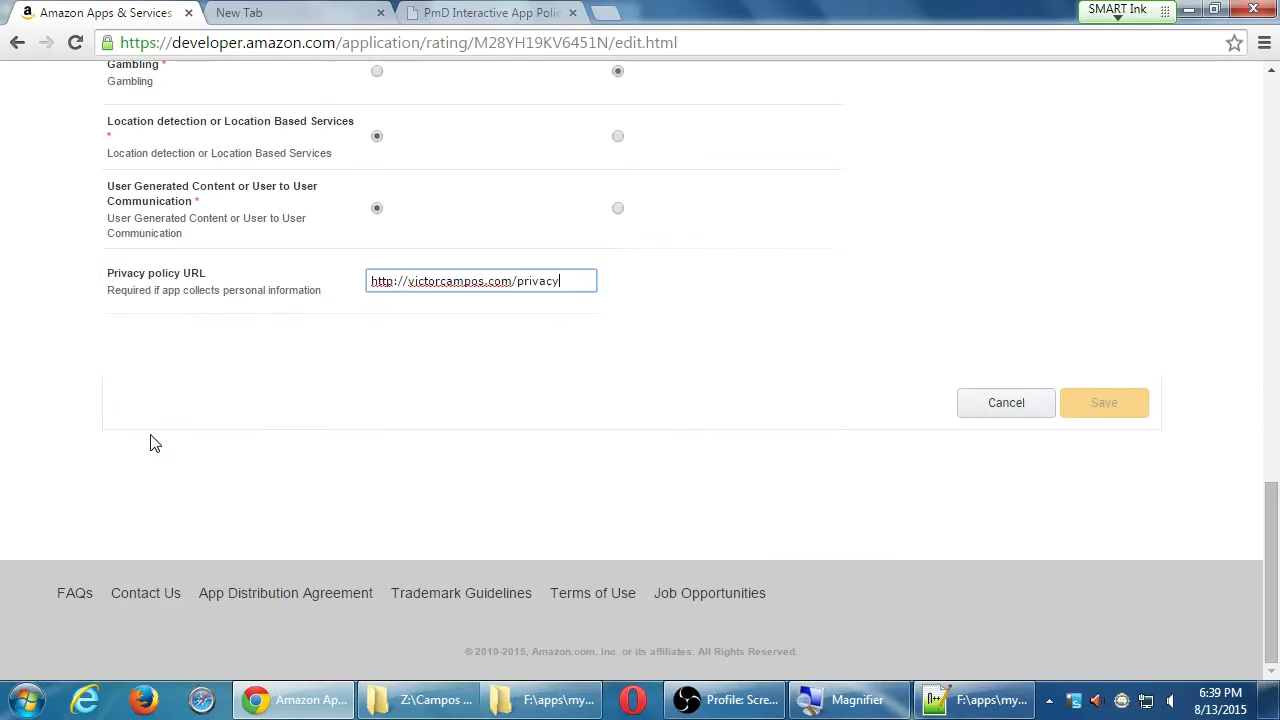 Amazon Apps & Services
New Tab
PmD Interactive App Polic
SMART Ink
https://developer.amazon.com/application/rating/M28YH19KV6451N/edit.html
Gambling *
Gambling
Location detection or Location Based Services
*
Location detection or Location Based Services
User Generated Content or User to User
Communication *
User Generated Content or User to User
Communication
Privacy policy URL
Required if app collects personal information
http://victorcampos.com/privacy
Cancel
Save
FAQs
Contact Us
App Distribution Agreement
Trademark Guidelines
Terms of Use
Job Opportunities
© 2010-2015, Amazon.com, Inc. or its affiliates. All Rights Reserved.
Amazon Ap...
Z:\Campos ...
F:\apps\my...
Profile: Scre...
Magnifier
F:\apps\my...
6:39 PM
8/13/2015